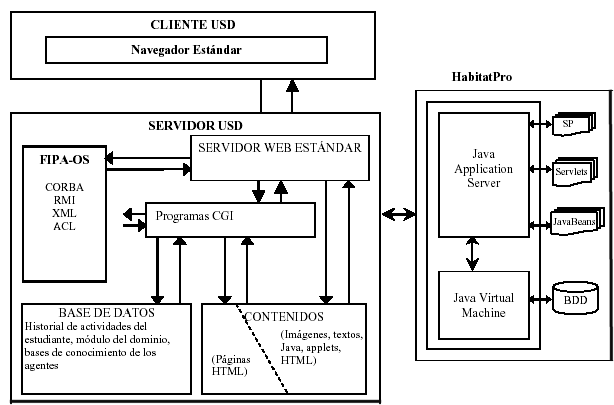 CLIENTE USD
Navegador Estándar
SERVIDOR USD
FIPA-OS
CORBA
RMI
XML
ACL
SERVIDOR WEB ESTÁNDAR
Programas CGI
BASE DE DATOS
Historial de actividades del
estudiante, módulo del dominio,
bases de conocimiento de los
agentes
CONTENIDOS
(Imágenes, textos,
Java, applets,
HTML)
(Páginas
HTML)
HabitatPro
Java
Application
Server
SP
Servlets
JavaBeans
Java Virtual
Machine
BDD